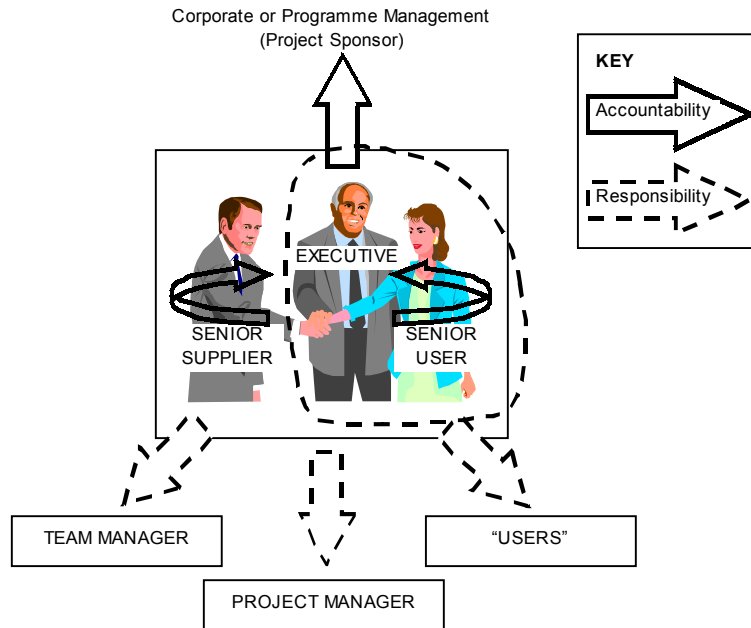 Corporate or Programme Management
(Project Sponsor)
KEY
Accountability
Responsibility
EXECUTIVE
SENIOR
SUPPLIER
SENIOR
USER
TEAM MANAGER
“USERS”
PROJECT MANAGER